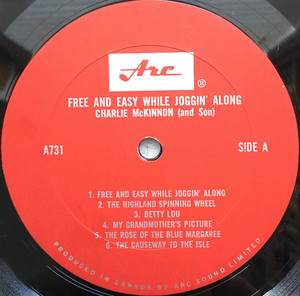 Arc
®
FREE AND EASY WHILE JOGGIN' ALONG
CHARLIE McKINNON (and Son)
A731 SIDE A
1. FREE AND EASY WHILE JOGGIN' ALONG
2. THE HIGHLAND SPINNING WHEEL
3. BETTY LOU
4. MY GRANDMOTHER'S PICTURE
5. THE ROSE OF THE BLUE MARGAREE
6. THE CAUSEWAY TO THE ISLE
PRODUCED IN CANADA BY ARC SOUND LIMITED